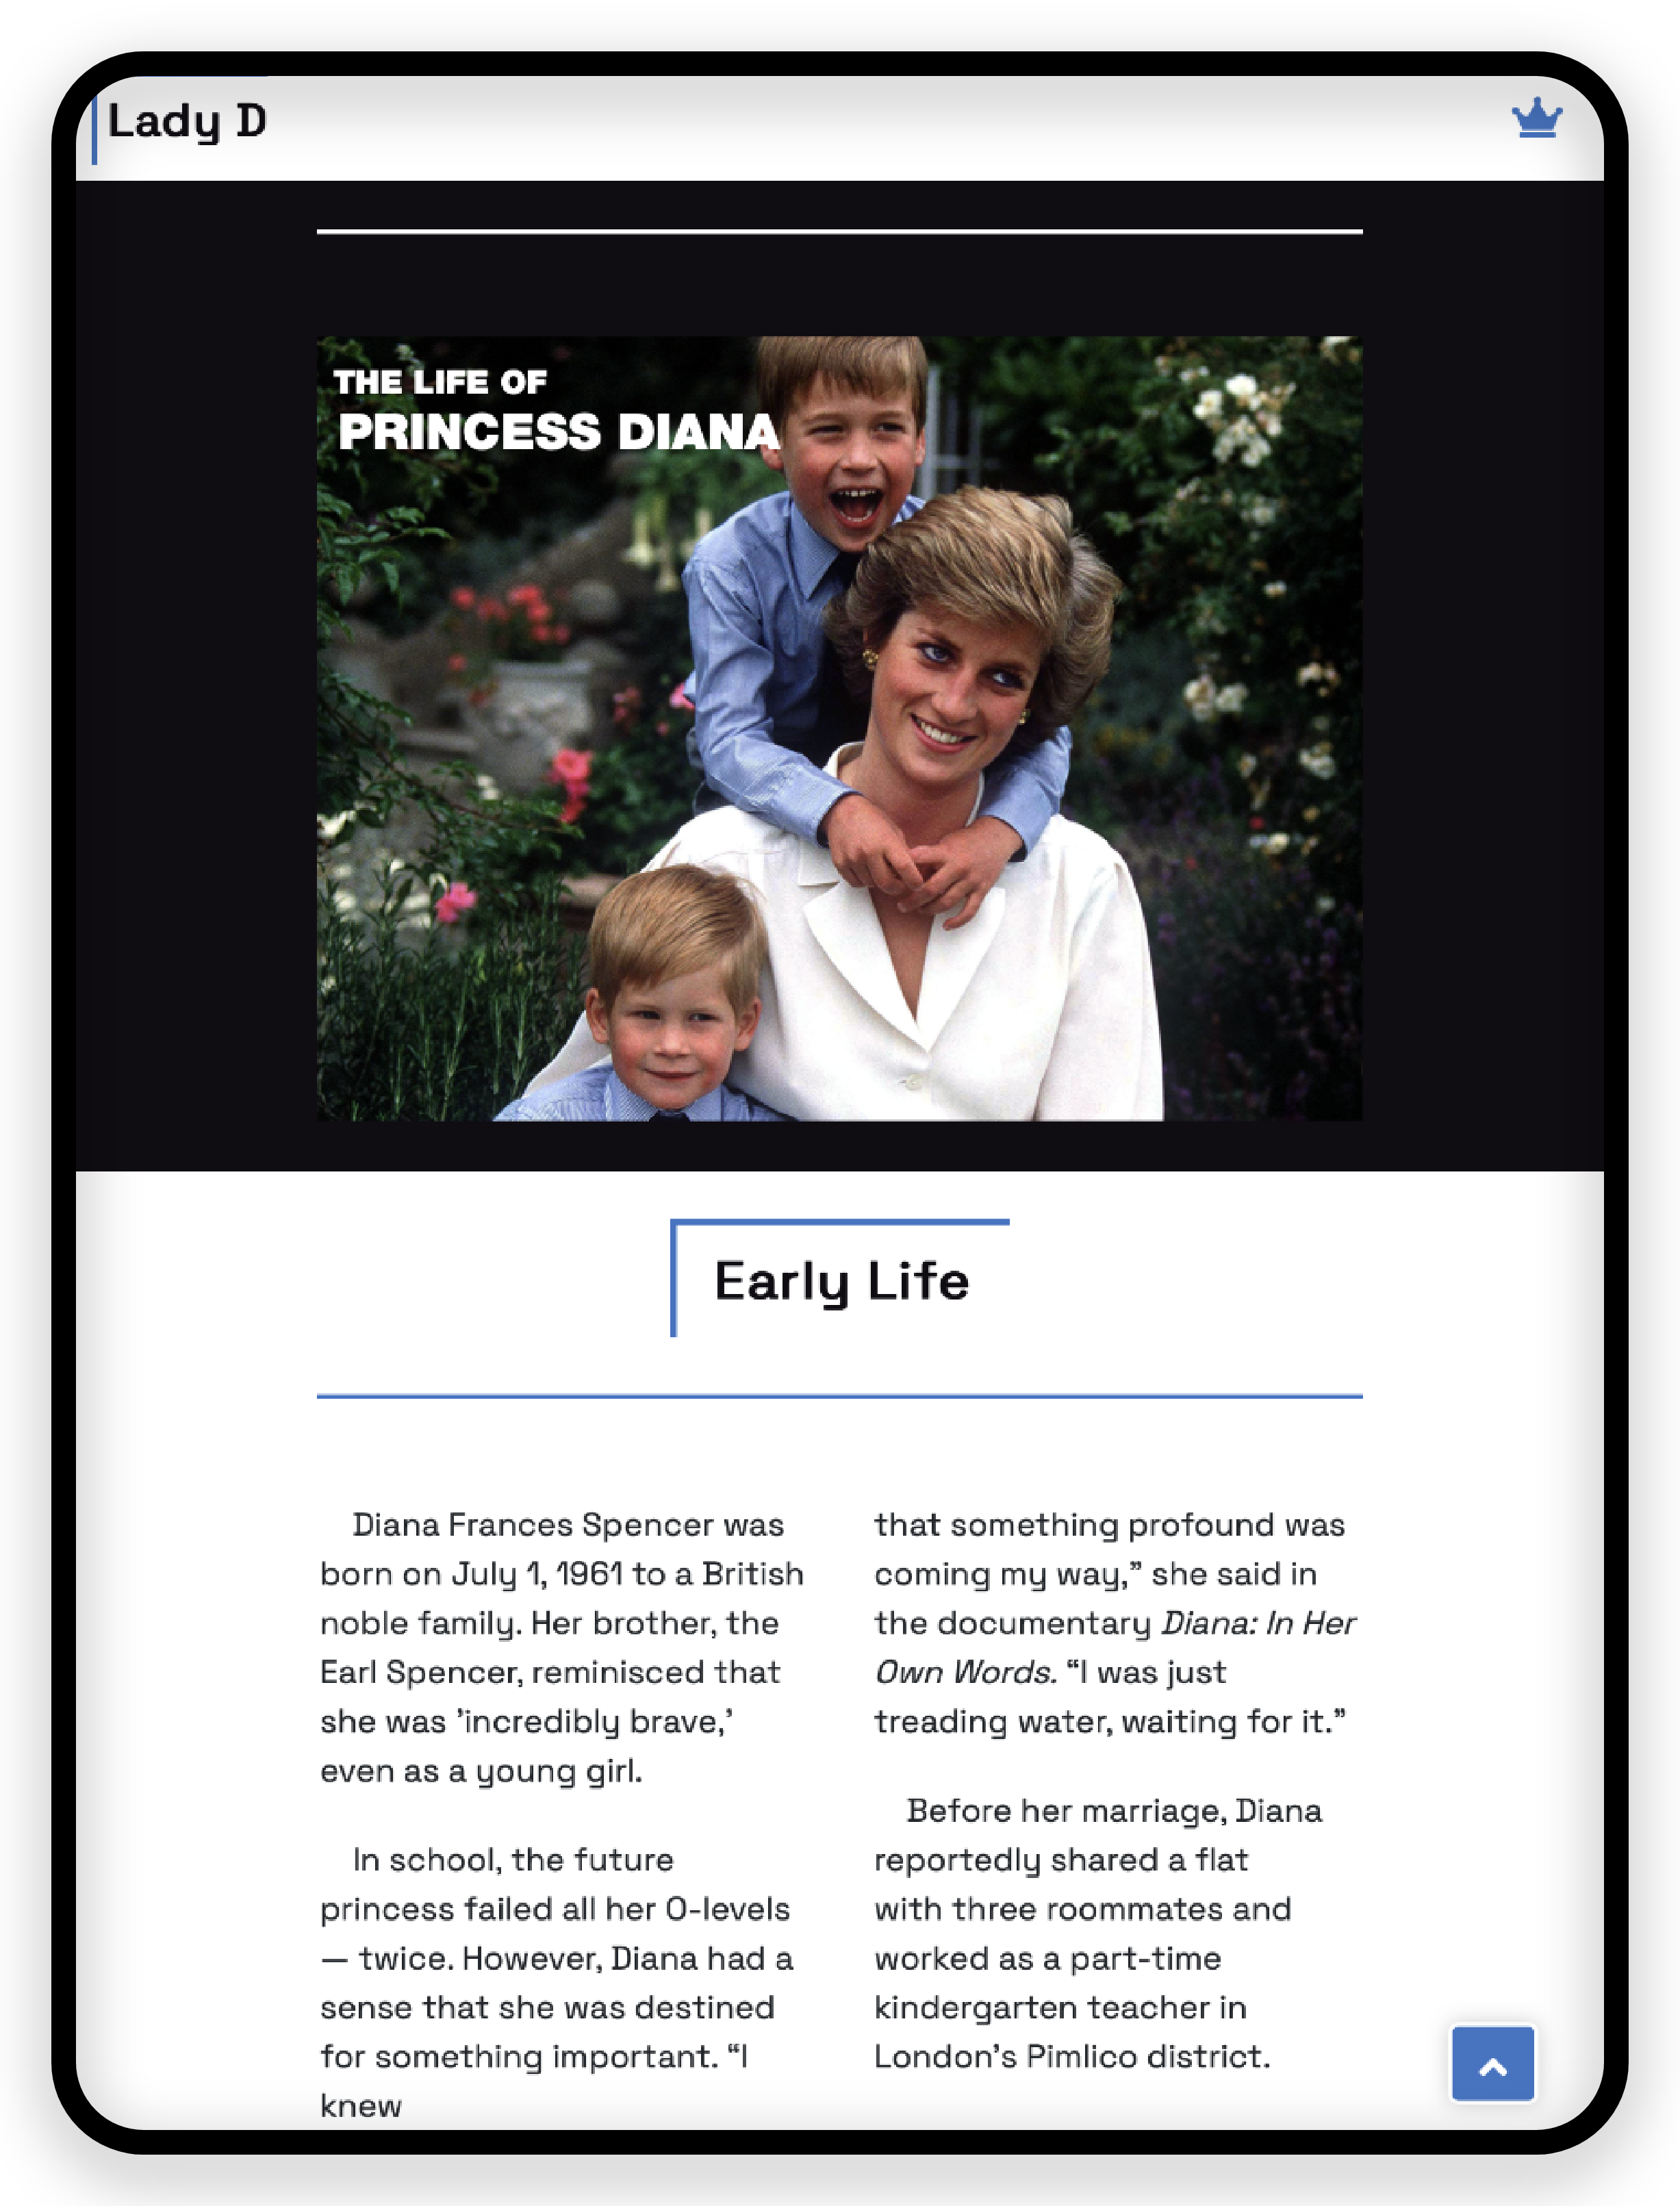 Lady D
THE LIFE OF
PRINCESS DIANA
Early Life
Diana Frances Spencer was
born on July 1, 1961 to a British
noble family. Her brother, the
Earl Spencer, reminisced that
she was ’incredibly brave,’
even as a young girl.
In school, the future
princess failed all her O-levels
— twice. However, Diana had a
sense that she was destined
for something important. “I
knew
that something profound was
coming my way,” she said in
the documentary Diana: In Her
Own Words. “I was just
treading water, waiting for it.”
Before her marriage, Diana
reportedly shared a flat
with three roommates and
worked as a part-time
kindergarten teacher in
London’s Pimlico district.